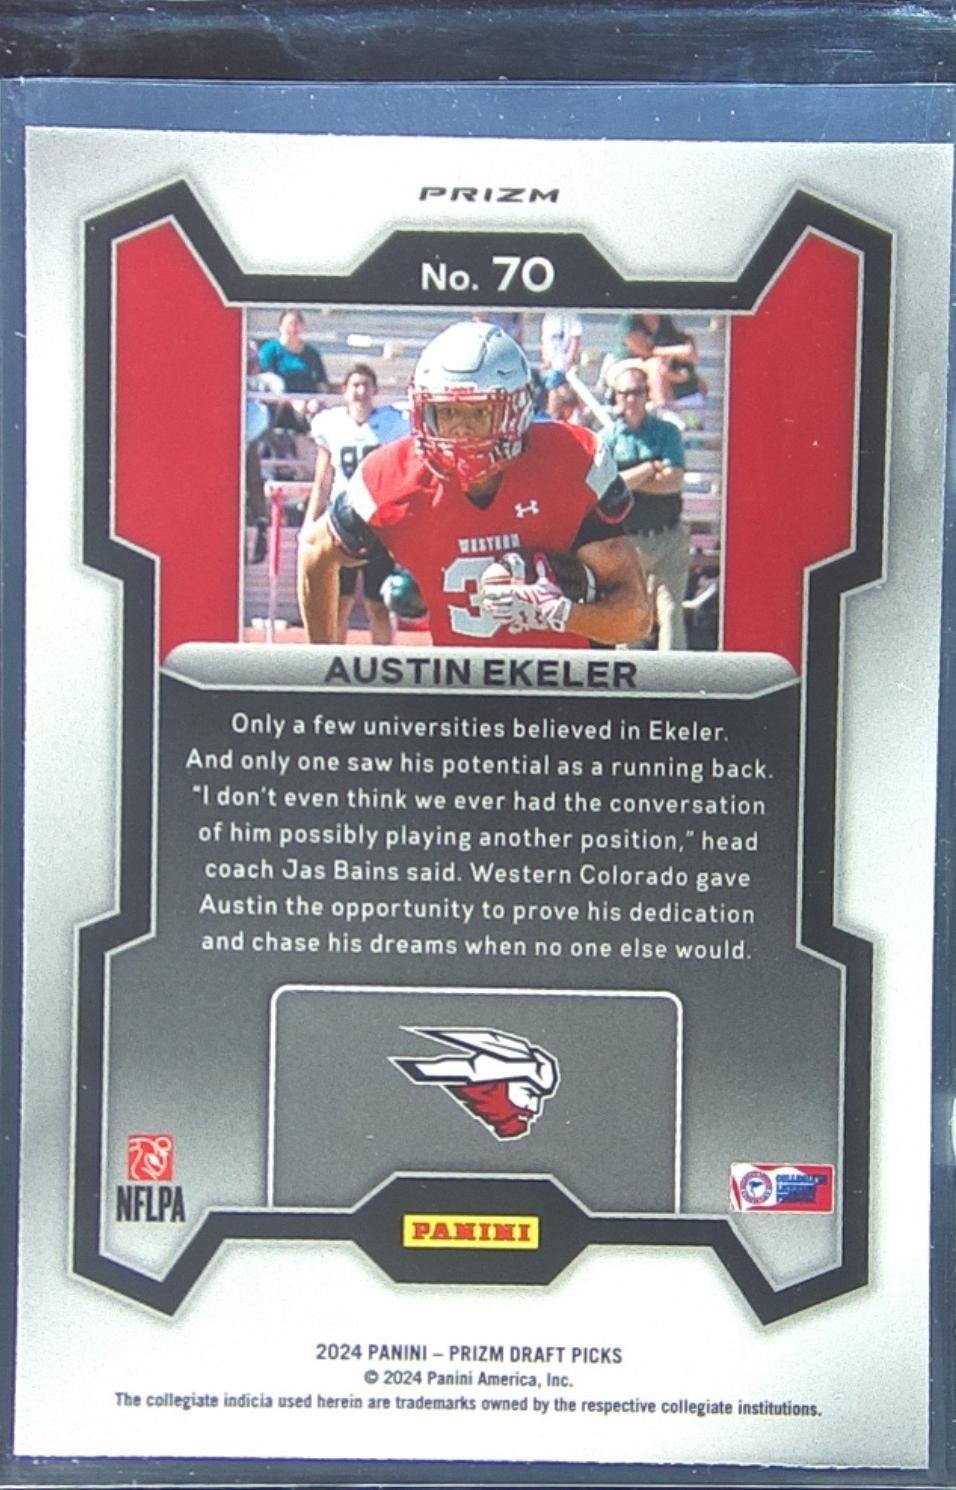 PRIZM
No. 70
WESTERN
3
AUSTIN EKELER
Only a few universities believed in Ekeler.
And only one saw his potential as a running back.
"I don't even think we ever had the conversation
of him possibly playing another position," head
coach Jas Bains said. Western Colorado gave
Austin the opportunity to prove his dedication
and chase his dreams when no one else would.
NFLPA
PANINI
2024 PANINI – PRIZM DRAFT PICKS
© 2024 Panini America, Inc.
The collegiate indicia used herein are trademarks owned by the respective collegiate institutions.